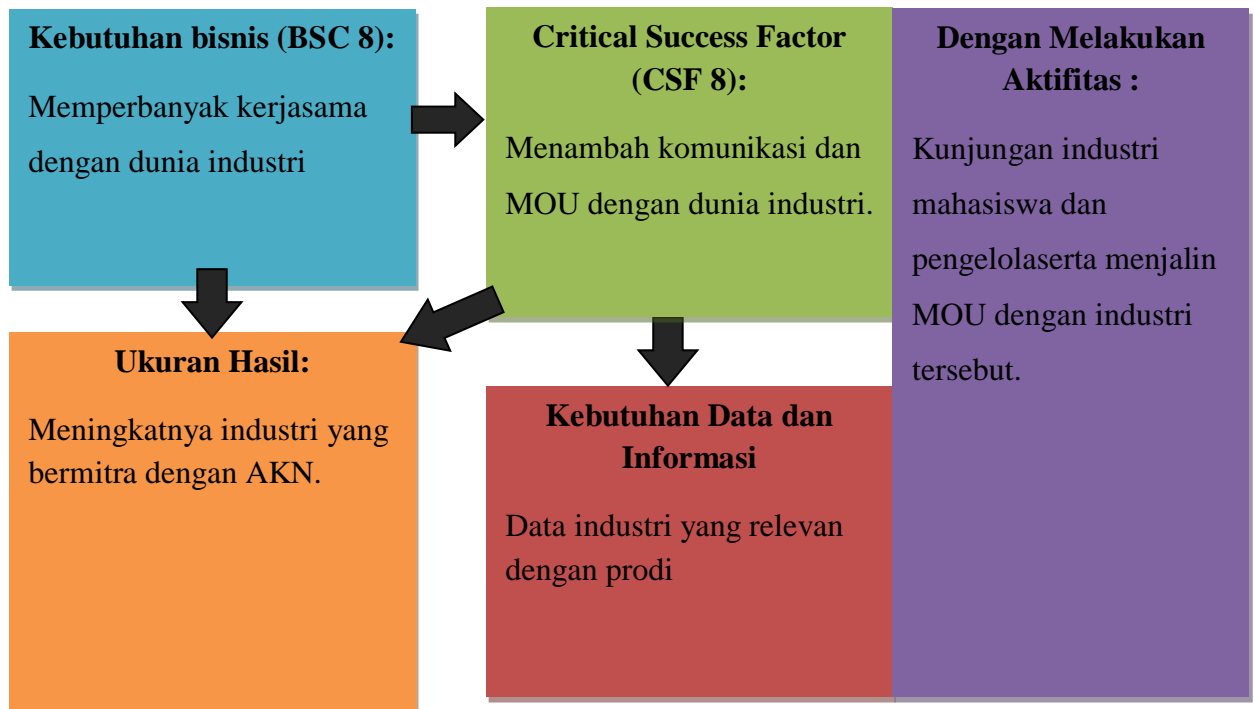 Kebutuhan bisnis (BSC 8):
Memperbanyak kerjasama
dengan dunia industri
Critical Success Factor
(CSF 8):
Menambah komunikasi dan
MOU dengan dunia industri.
Dengan Melakukan
Aktifitas :
Kunjungan industri
mahasiswa dan
pengelolaserta menjalin
MOU dengan industri
tersebut.
Ukuran Hasil:
Meningkatnya industri yang
bermitra dengan AKN.
Kebutuhan Data dan
Informasi
Data industri yang relevan
dengan prodi